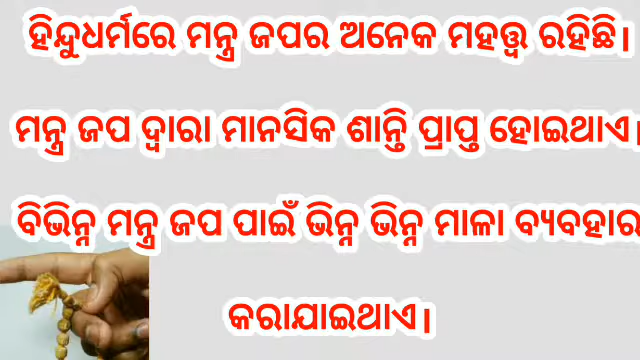 ହିନ୍ଦୁଧର୍ମରେ ମନ୍ତ୍ର ଜପର ଅନେକ ମହତ୍ତ୍ୱ ରହିଛି।
ମନ୍ତ୍ର ଜପ ଦ୍ୱାରା ମାନସିକ ଶାନ୍ତି ପ୍ରାପ୍ତ ହୋଇଥାଏ।
ବିଭିନ୍ନ ମନ୍ତ୍ର ଜପ ପାଇଁ ଭିନ୍ନ ଭିନ୍ନ ମାଳା ବ୍ୟବହାର
କରାଯାଇଥାଏ।